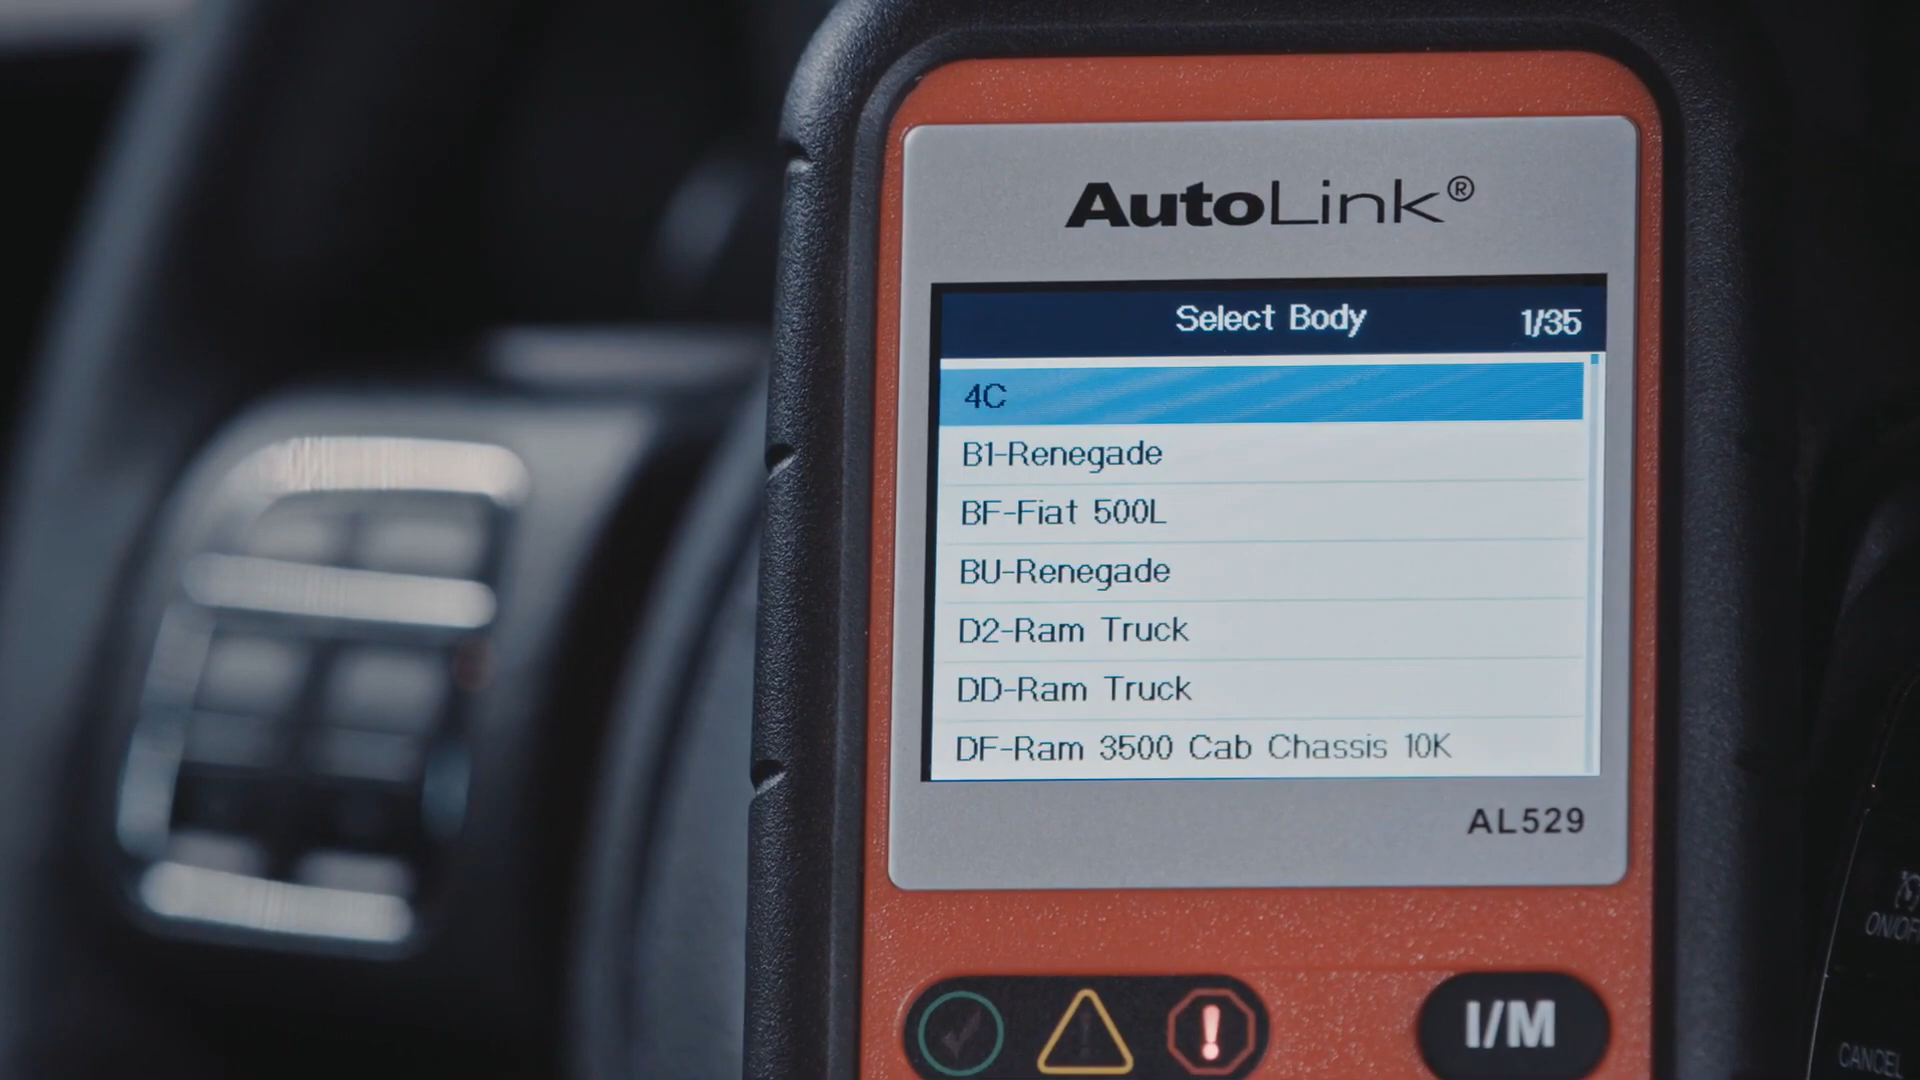 AutoLink®
Select Body 1/35
4C
B1-Renegade
BF-Fiat 500L
BU-Renegade
D2-Ram Truck
DD-Ram Truck
DF-Ram 3500 Cab Chassis 10K
AL529
I/M
CANCEL